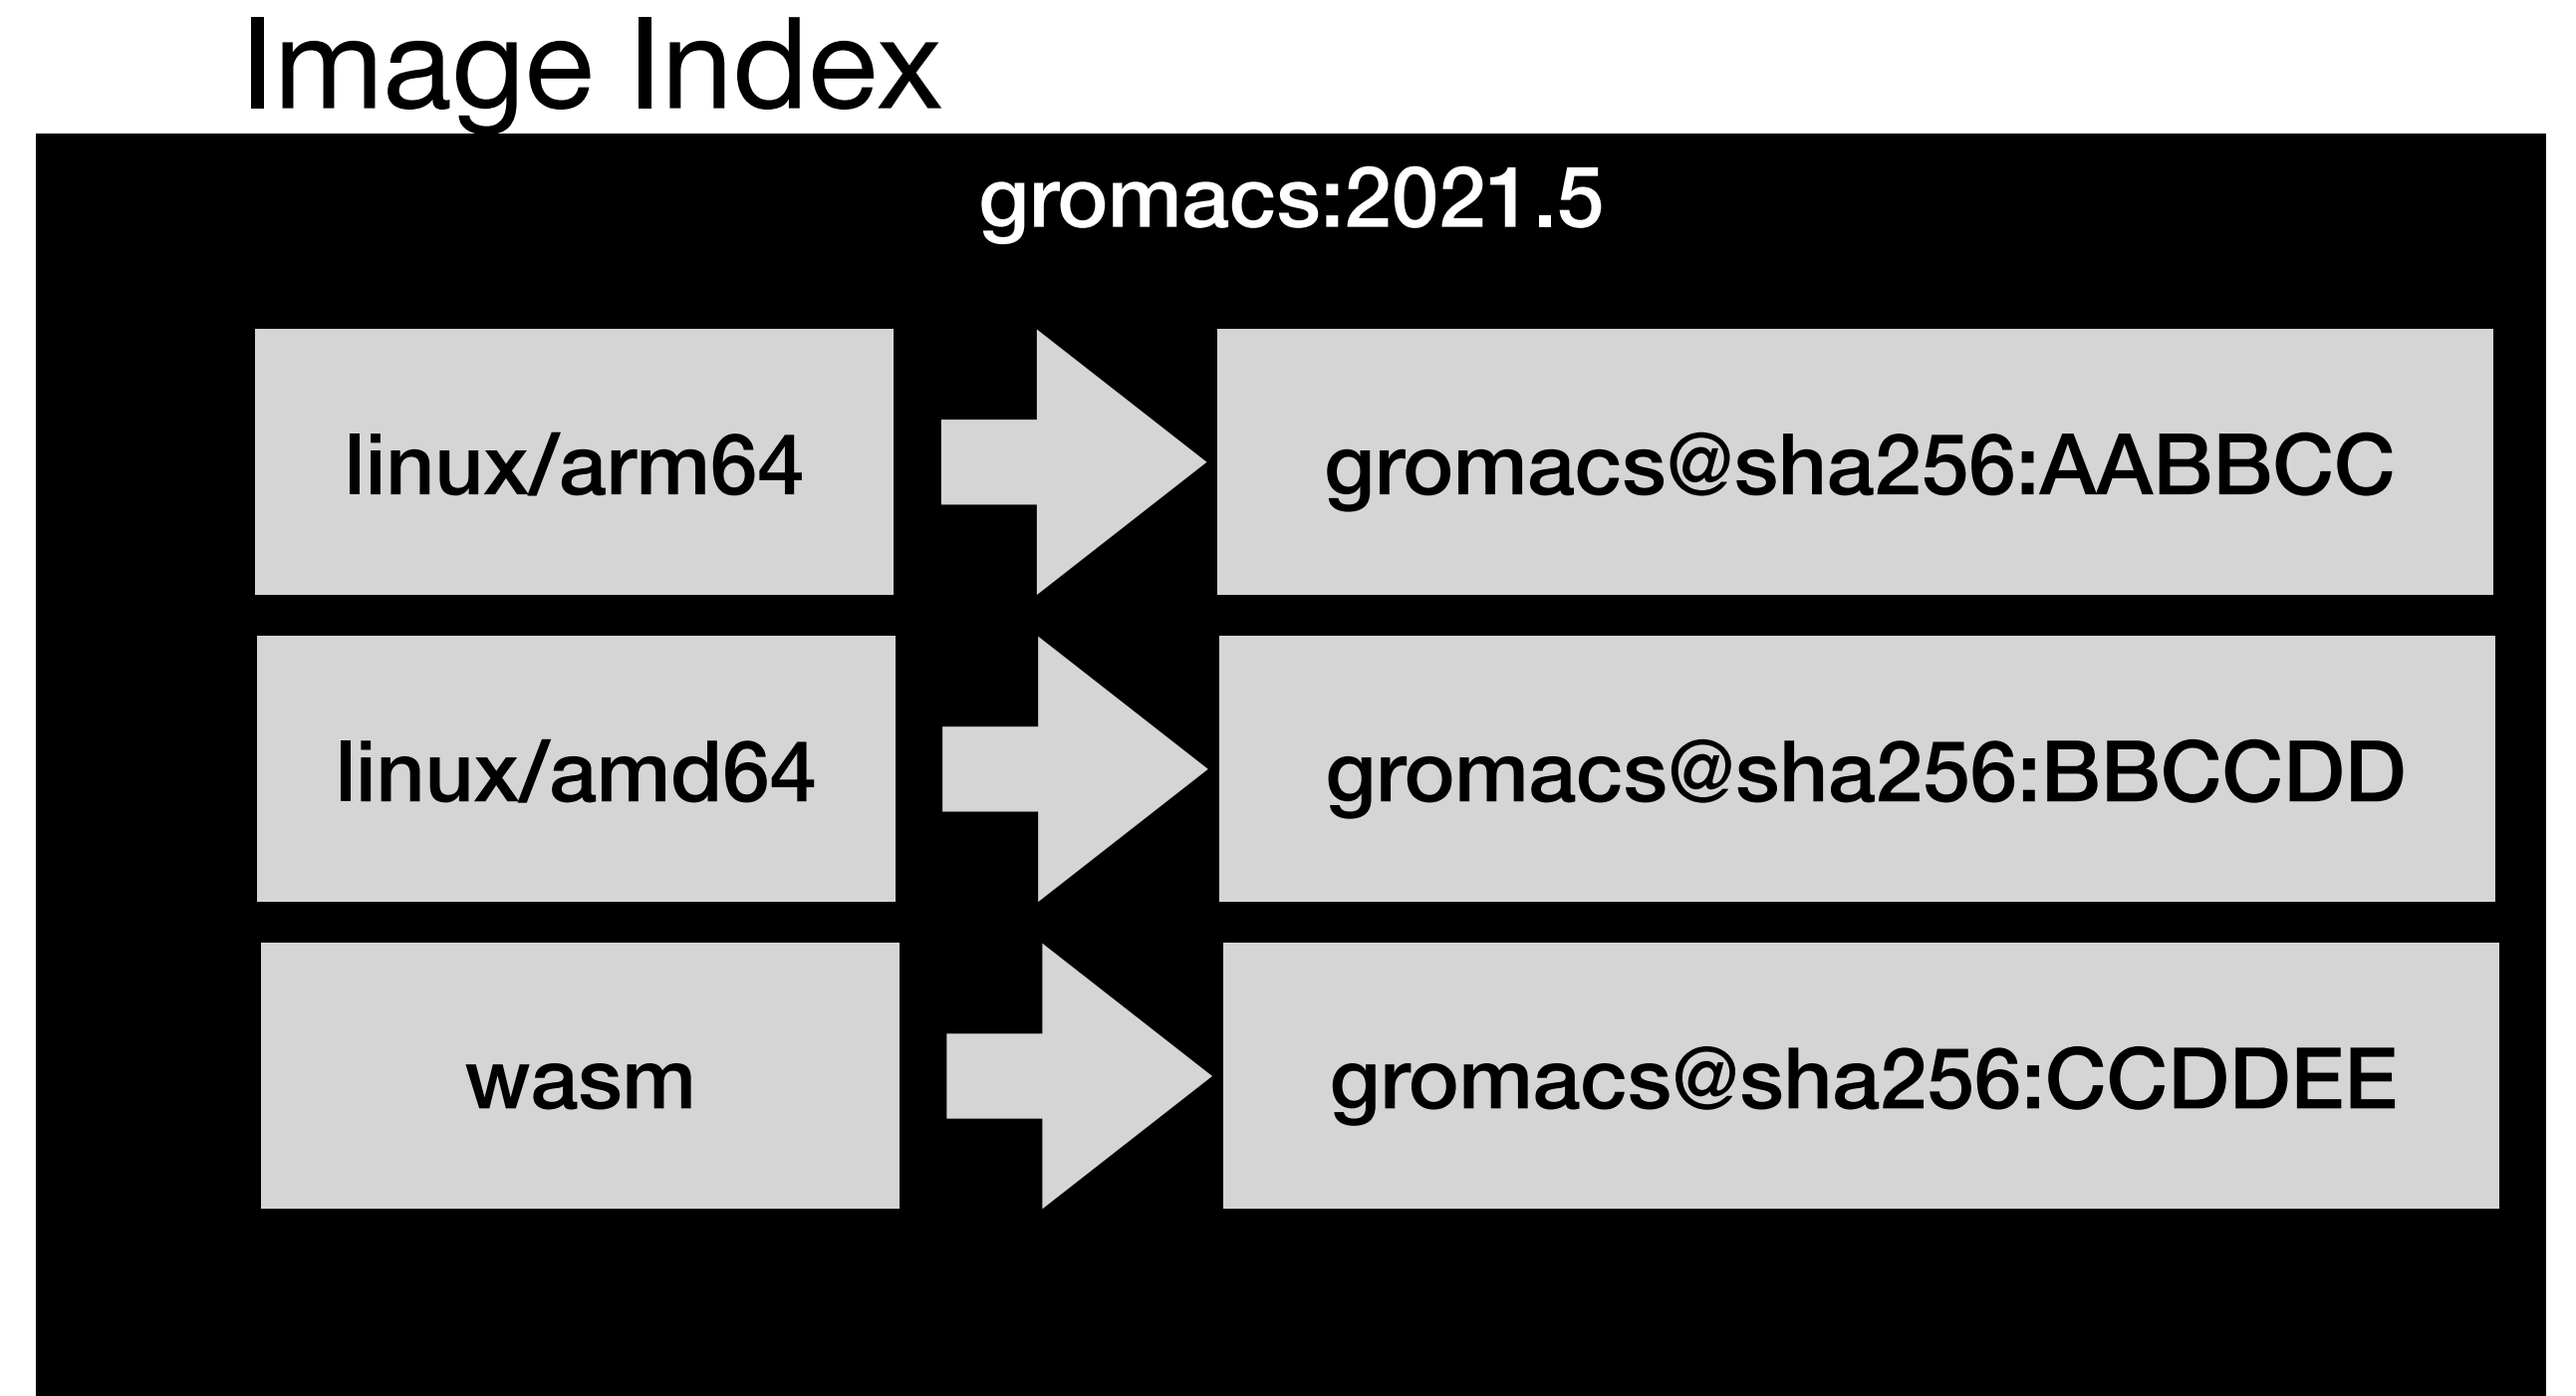 Image Index
gromacs:2021.5
linux/arm64
gromacs@sha256:AABBCC
linux/amd64
gromacs@sha256:BBCCDD
wasm
gromacs@sha256:CCDDEE